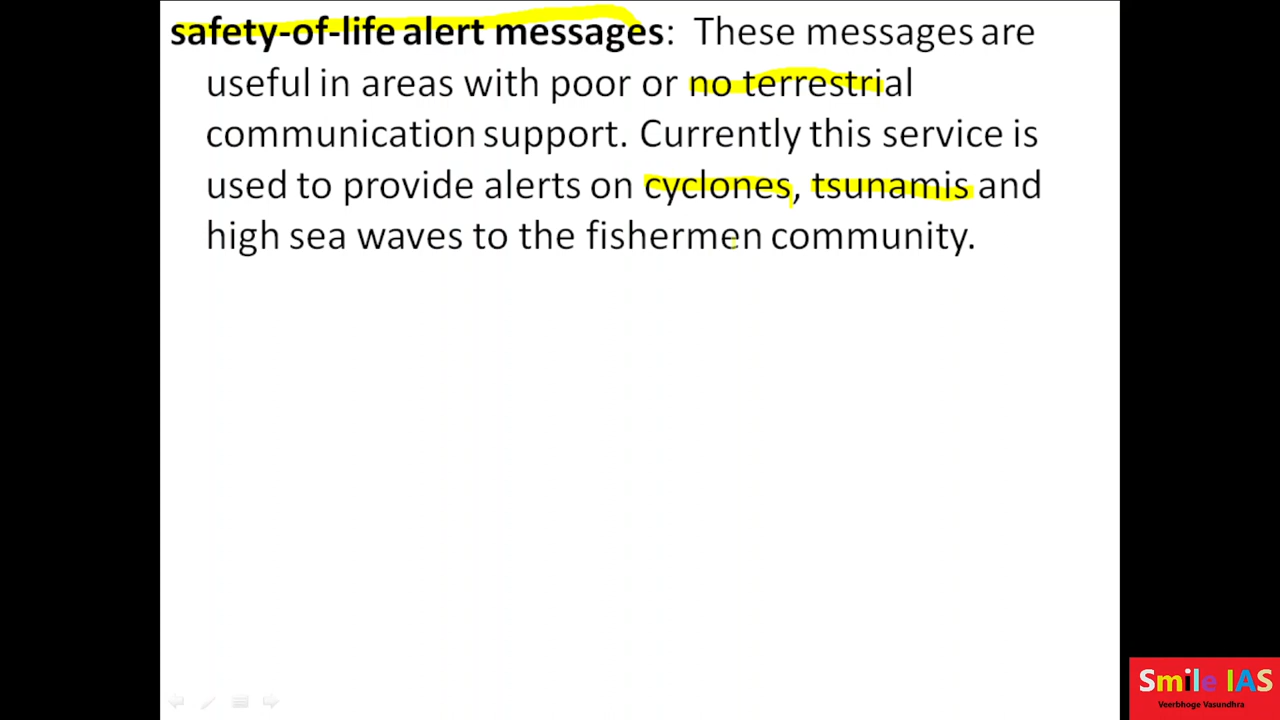 safety-of-life alert messages: These messages are
useful in areas with poor or no terrestrial
communication support. Currently this service is
used to provide alerts on cyclones, tsunamis and
high sea waves to the fishermen community.
Smile IAS
Veerbhoge Vasundhra